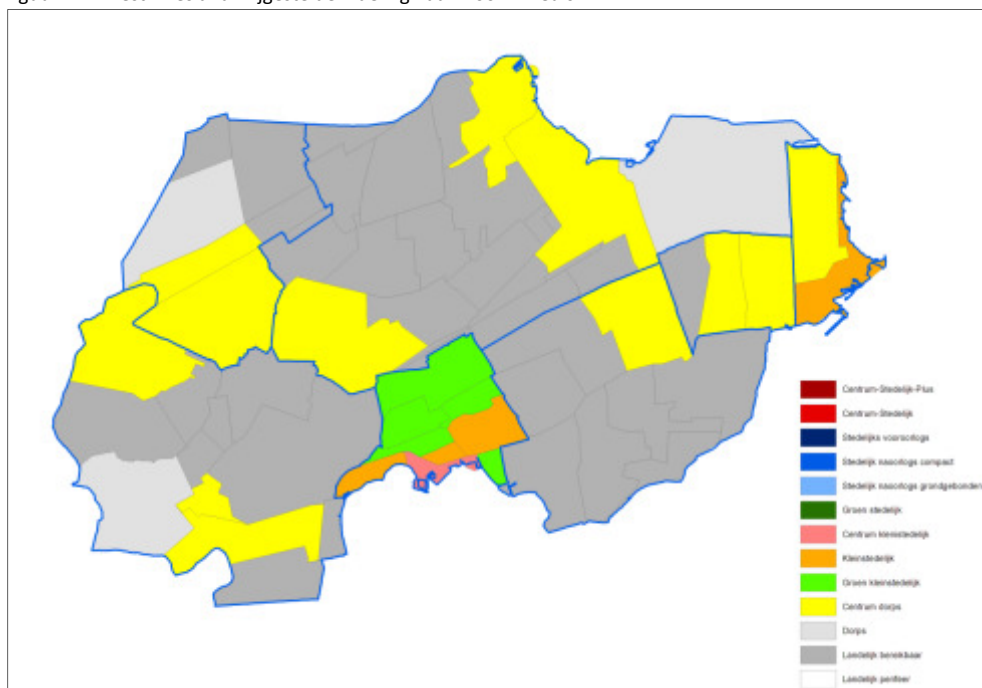 Centrum-Stedelijk-Plus
Centrum-Stedelijk
Stedelijks vooroorlogs
Stedelijk naoorlogs compact
Stedelijk naoorlogs grondgebonden
Groen stedelijk
Centrum kleinstedelijk
Kleinstedelijk
Groen kleinstedelijk
Centrum dorps
Dorps
Landelijk bereikbaar
Landelijk perifeer